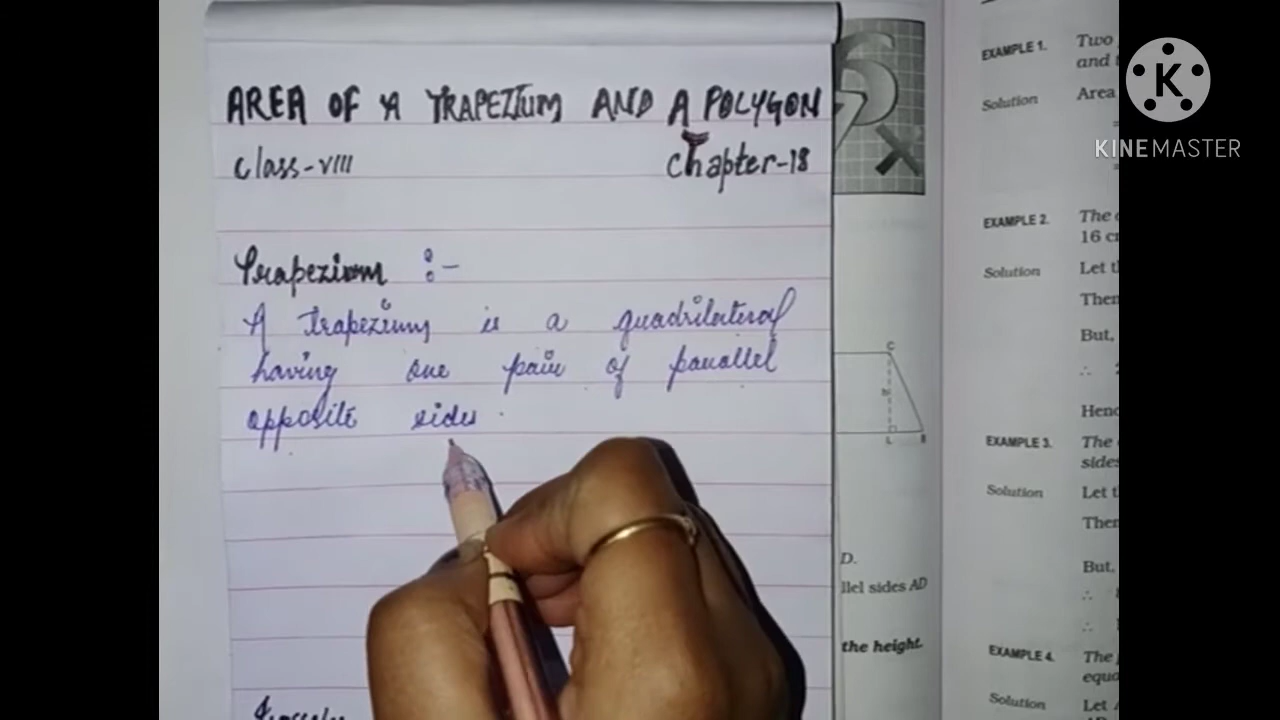 AREA OF A TRAPEZIUM AND A POLYGON
Class-VIII
Chapter-18
Trapezium :-
A trapezium is a quadrilateral
having one pair of parallel
opposite sides.
C
h
L
B
D.
llel sides AD
the height.
EXAMPLE 1.
Two
and
Solution
Area
=
=
EXAMPLE 2.
The
16
Solution
Let
Then
But,
∴
Henc
EXAMPLE 3.
The
sides
Solution
Let
Then
But,
∴
∴
EXAMPLE 4.
The
equa
Solution
Let
K
KINEMASTER